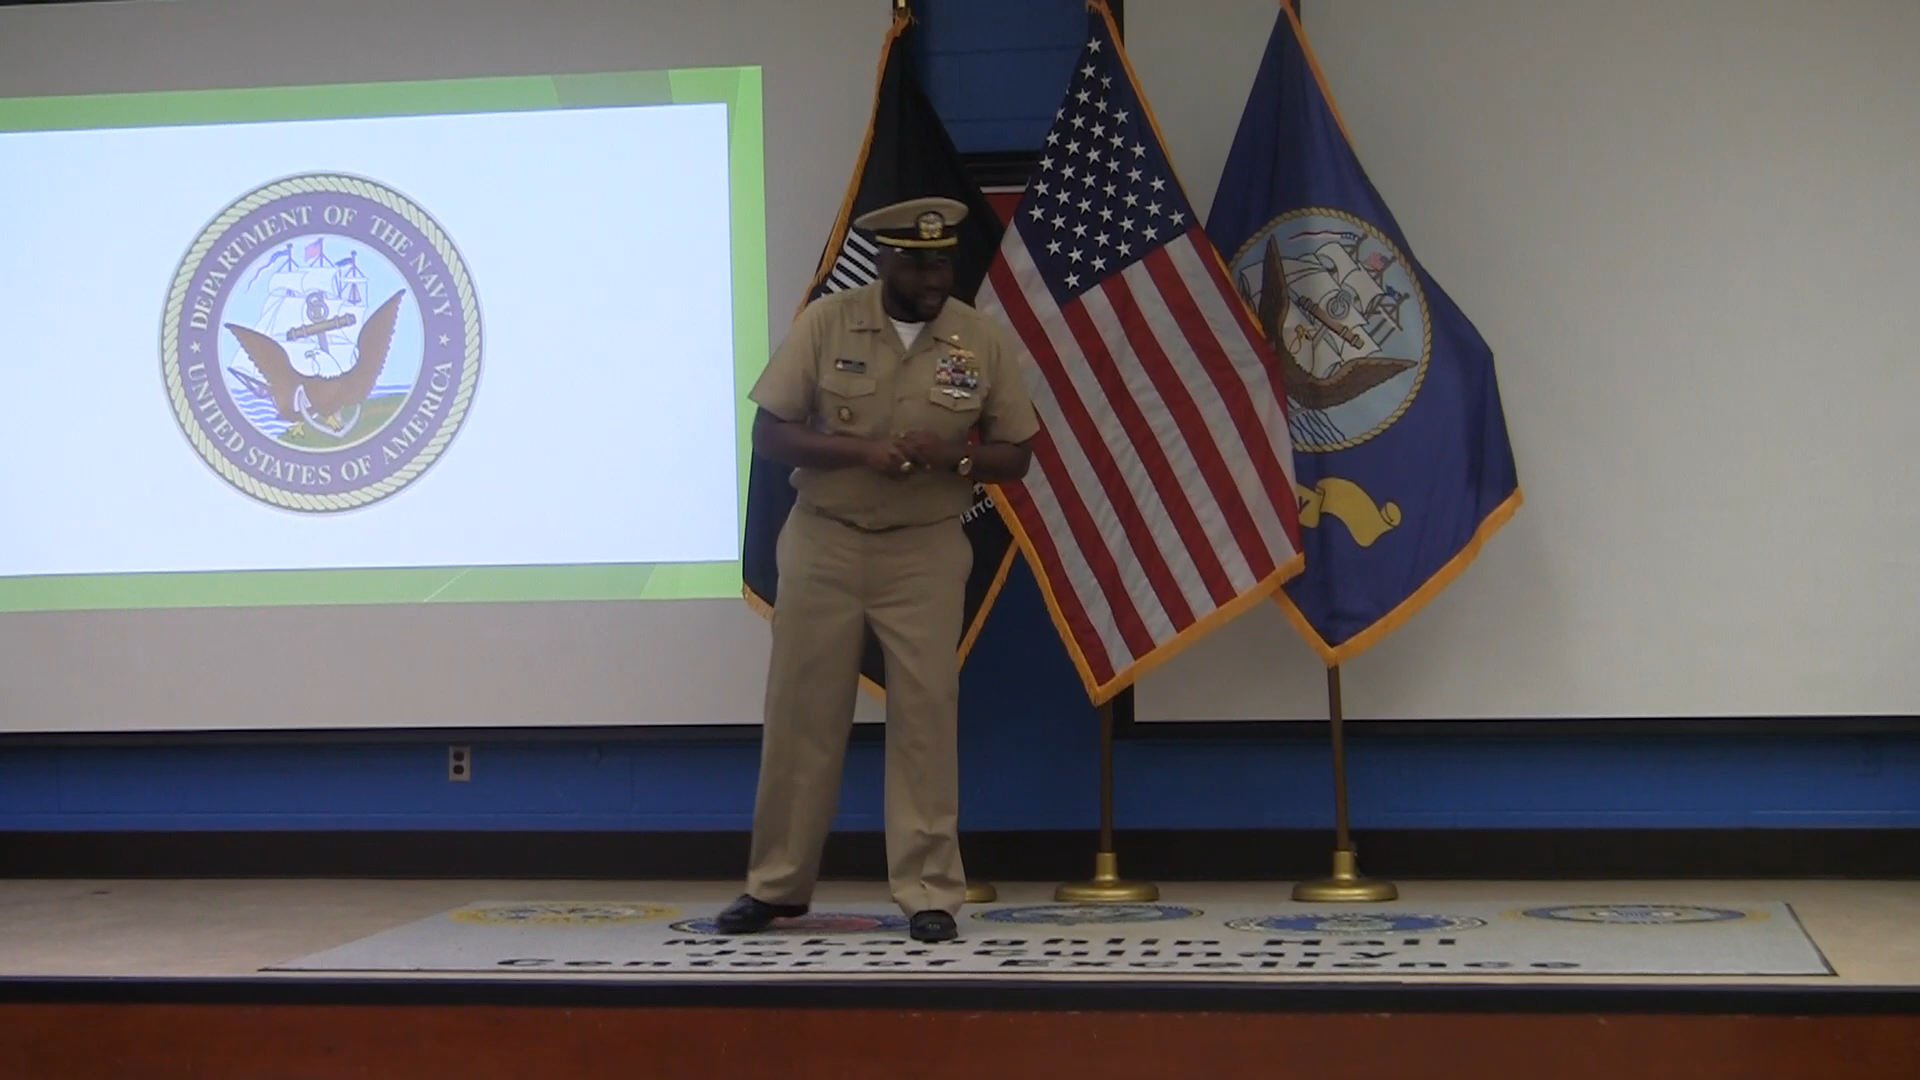 DEPARTMENT OF THE NAVY
★ UNITED STATES OF AMERICA ★
McLaughlin Hall
Joint Culinary
Center of Excellence